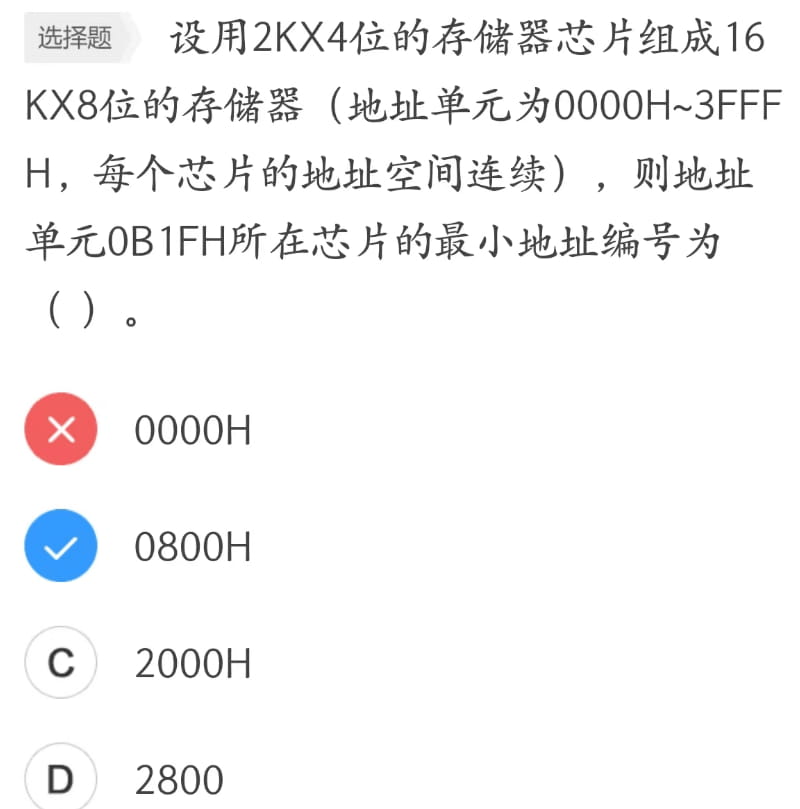 选择题 设用2KX4位的存储器芯片组成16
KX8位的存储器（地址单元为0000H~3FFF
H，每个芯片的地址空间连续），则地址
单元0B1FH所在芯片的最小地址编号为
（ ）。
0000H
0800H
C 2000H
D 2800